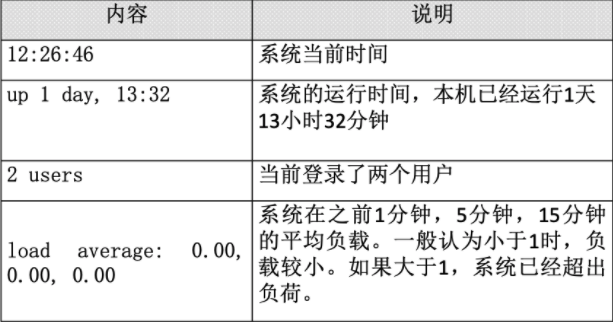 内容 说明
12:26:46 系统当前时间
up 1 day, 13:32 系统的运行时间，本机已经运行1天
13小时32分钟
2 users 当前登录了两个用户
系统在之前1分钟，5分钟，15分钟
的平均负载。一般认为小于1时，负
load average: 0.00, 载较小。如果大于1，系统已经超出
0.00, 0.00 负荷。